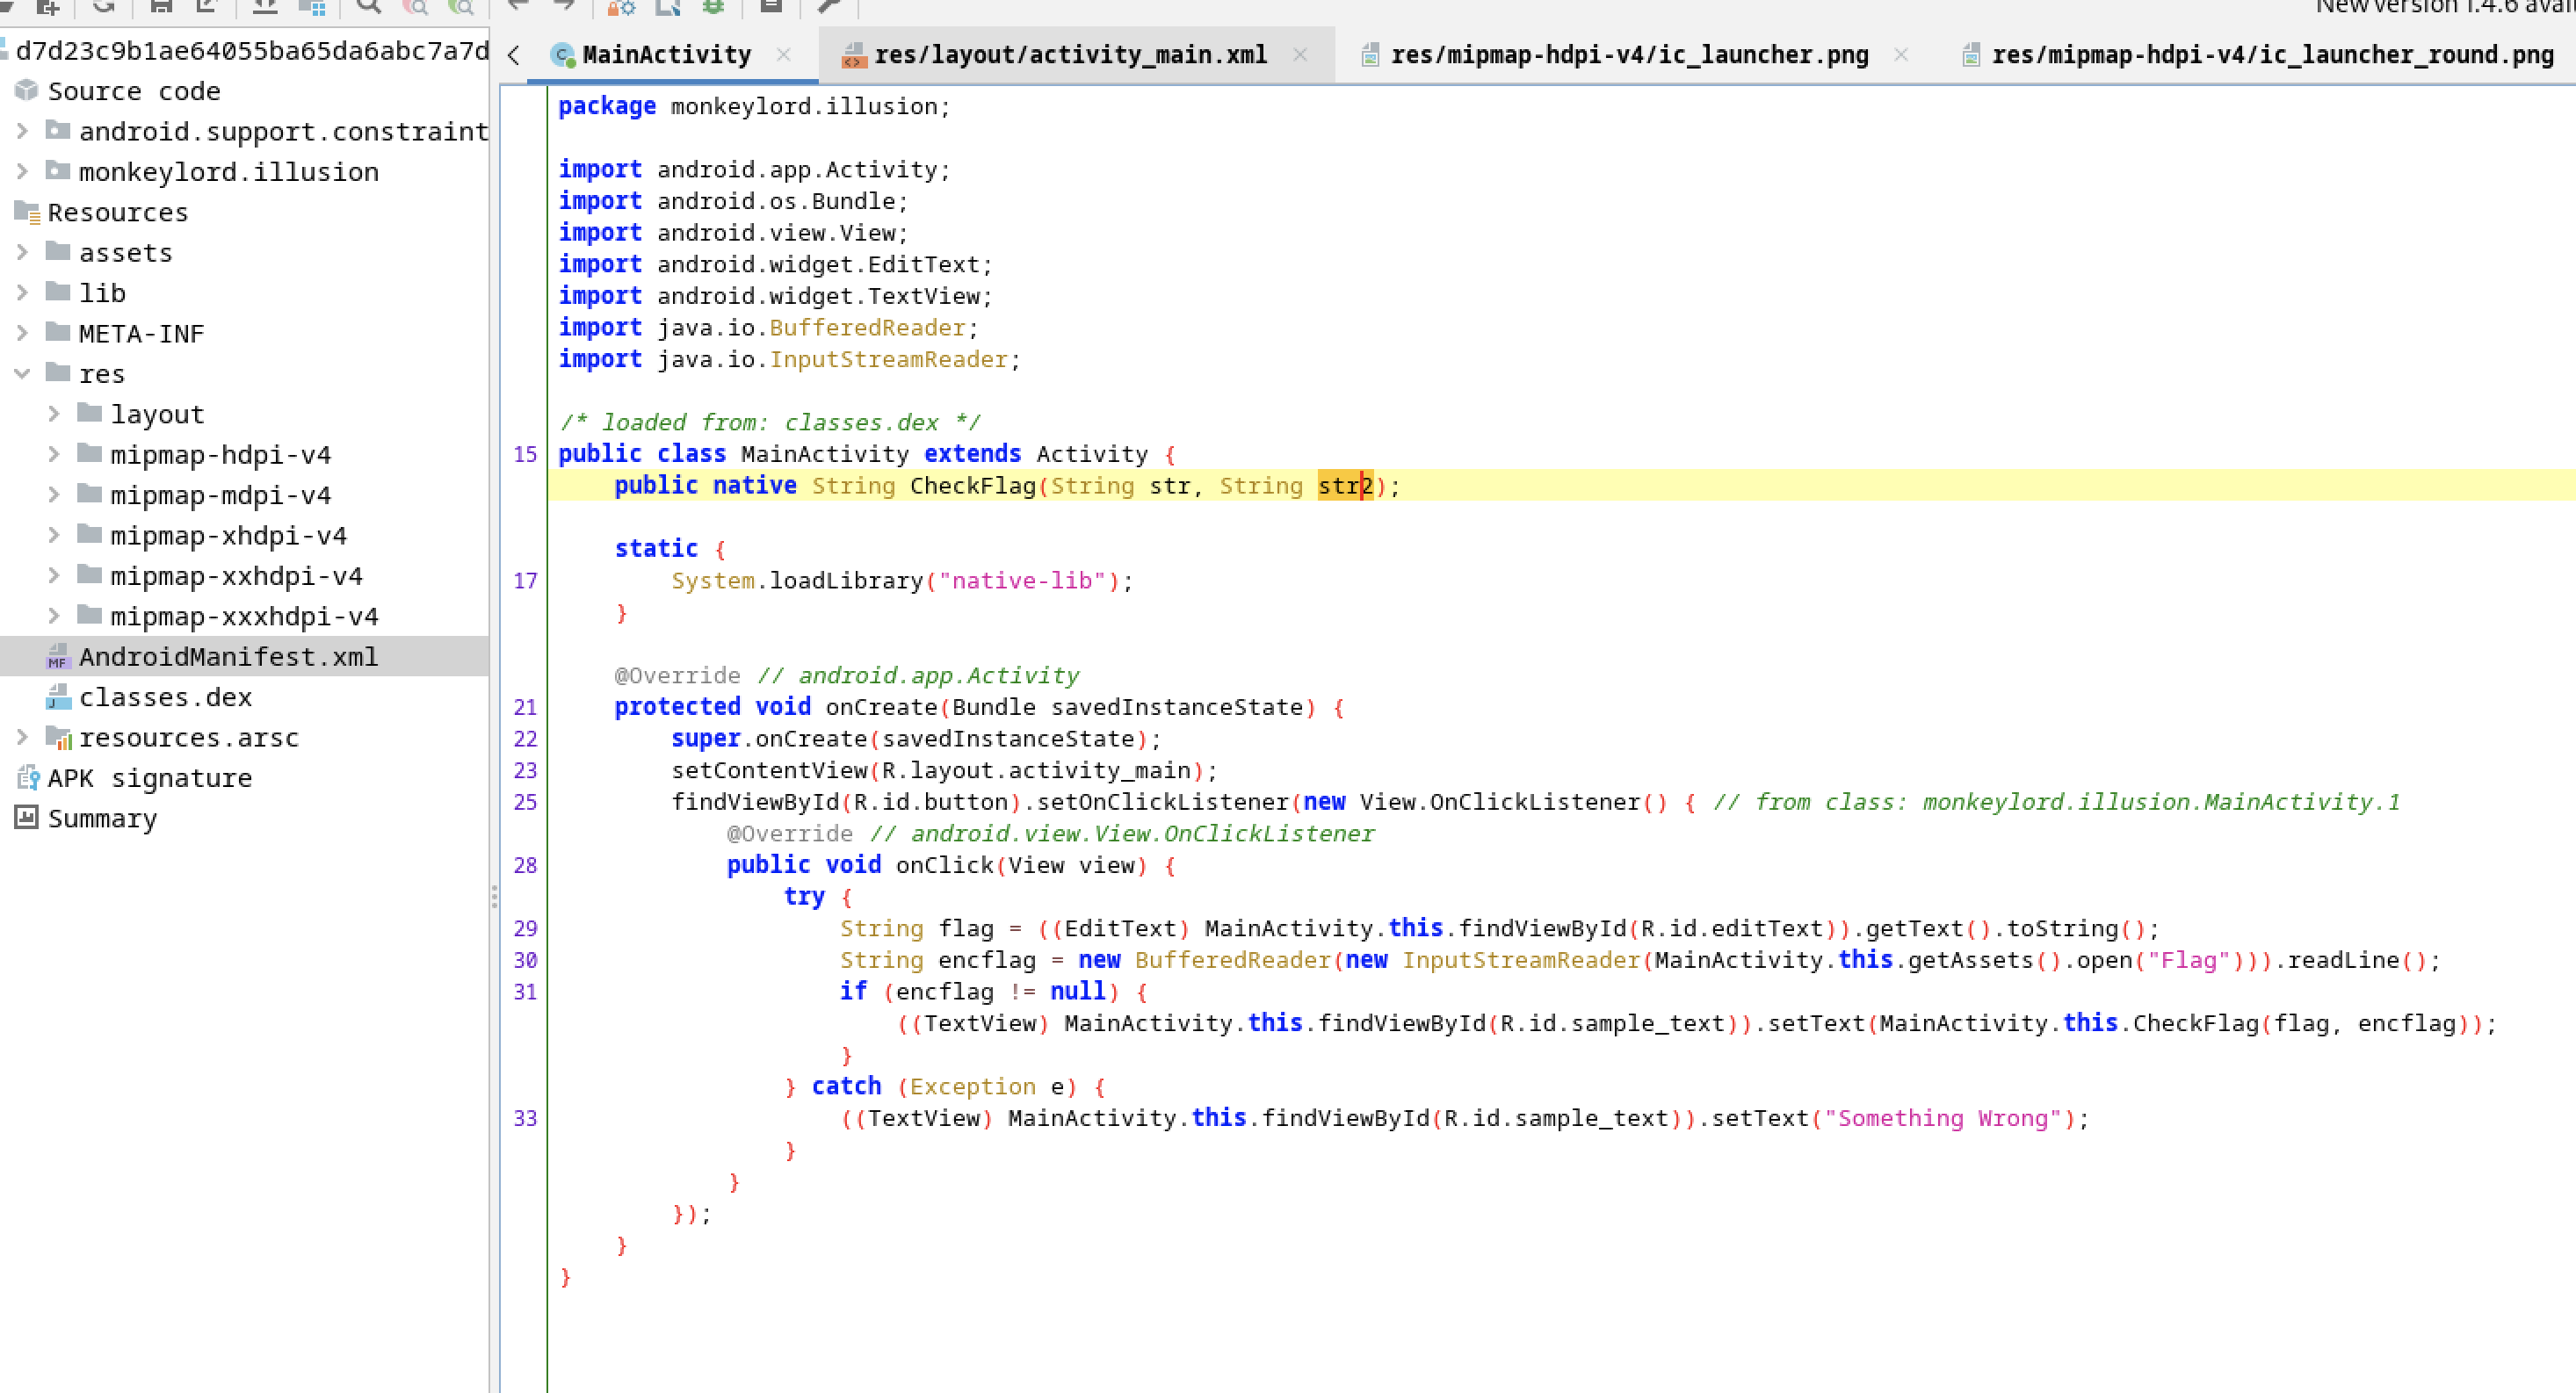 New version 1.4.6
d7d23c9b1ae64055ba65da6abc7a7d
Source code
android.support.constraint
monkeylord.illusion
Resources
assets
lib
META-INF
res
layout
mipmap-hdpi-v4
mipmap-mdpi-v4
mipmap-xhdpi-v4
mipmap-xxhdpi-v4
mipmap-xxxhdpi-v4
AndroidManifest.xml
classes.dex
resources.arsc
APK signature
Summary
MainActivity res/layout/activity_main.xml res/mipmap-hdpi-v4/ic_launcher.png res/mipmap-hdpi-v4/ic_launcher_round.png
package monkeylord.illusion;
import android.app.Activity;
import android.os.Bundle;
import android.view.View;
import android.widget.EditText;
import android.widget.TextView;
import java.io.BufferedReader;
import java.io.InputStreamReader;
/* loaded from: classes.dex */
15 public class MainActivity extends Activity {
public native String CheckFlag(String str, String str2);
static {
17 System.loadLibrary("native-lib");
}
@Override // android.app.Activity
21 protected void onCreate(Bundle savedInstanceState) {
22 super.onCreate(savedInstanceState);
23 setContentView(R.layout.activity_main);
25 findViewById(R.id.button).setOnClickListener(new View.OnClickListener() { // from class: monkeylord.illusion.MainActivity.1
@Override // android.view.View.OnClickListener
28 public void onClick(View view) {
try {
29 String flag = ((EditText) MainActivity.this.findViewById(R.id.editText)).getText().toString();
30 String encflag = new BufferedReader(new InputStreamReader(MainActivity.this.getAssets().open("Flag"))).readLine();
31 if (encflag != null) {
((TextView) MainActivity.this.findViewById(R.id.sample_text)).setText(MainActivity.this.CheckFlag(flag, encflag));
}
} catch (Exception e) {
33 ((TextView) MainActivity.this.findViewById(R.id.sample_text)).setText("Something Wrong");
}
}
});
}
}